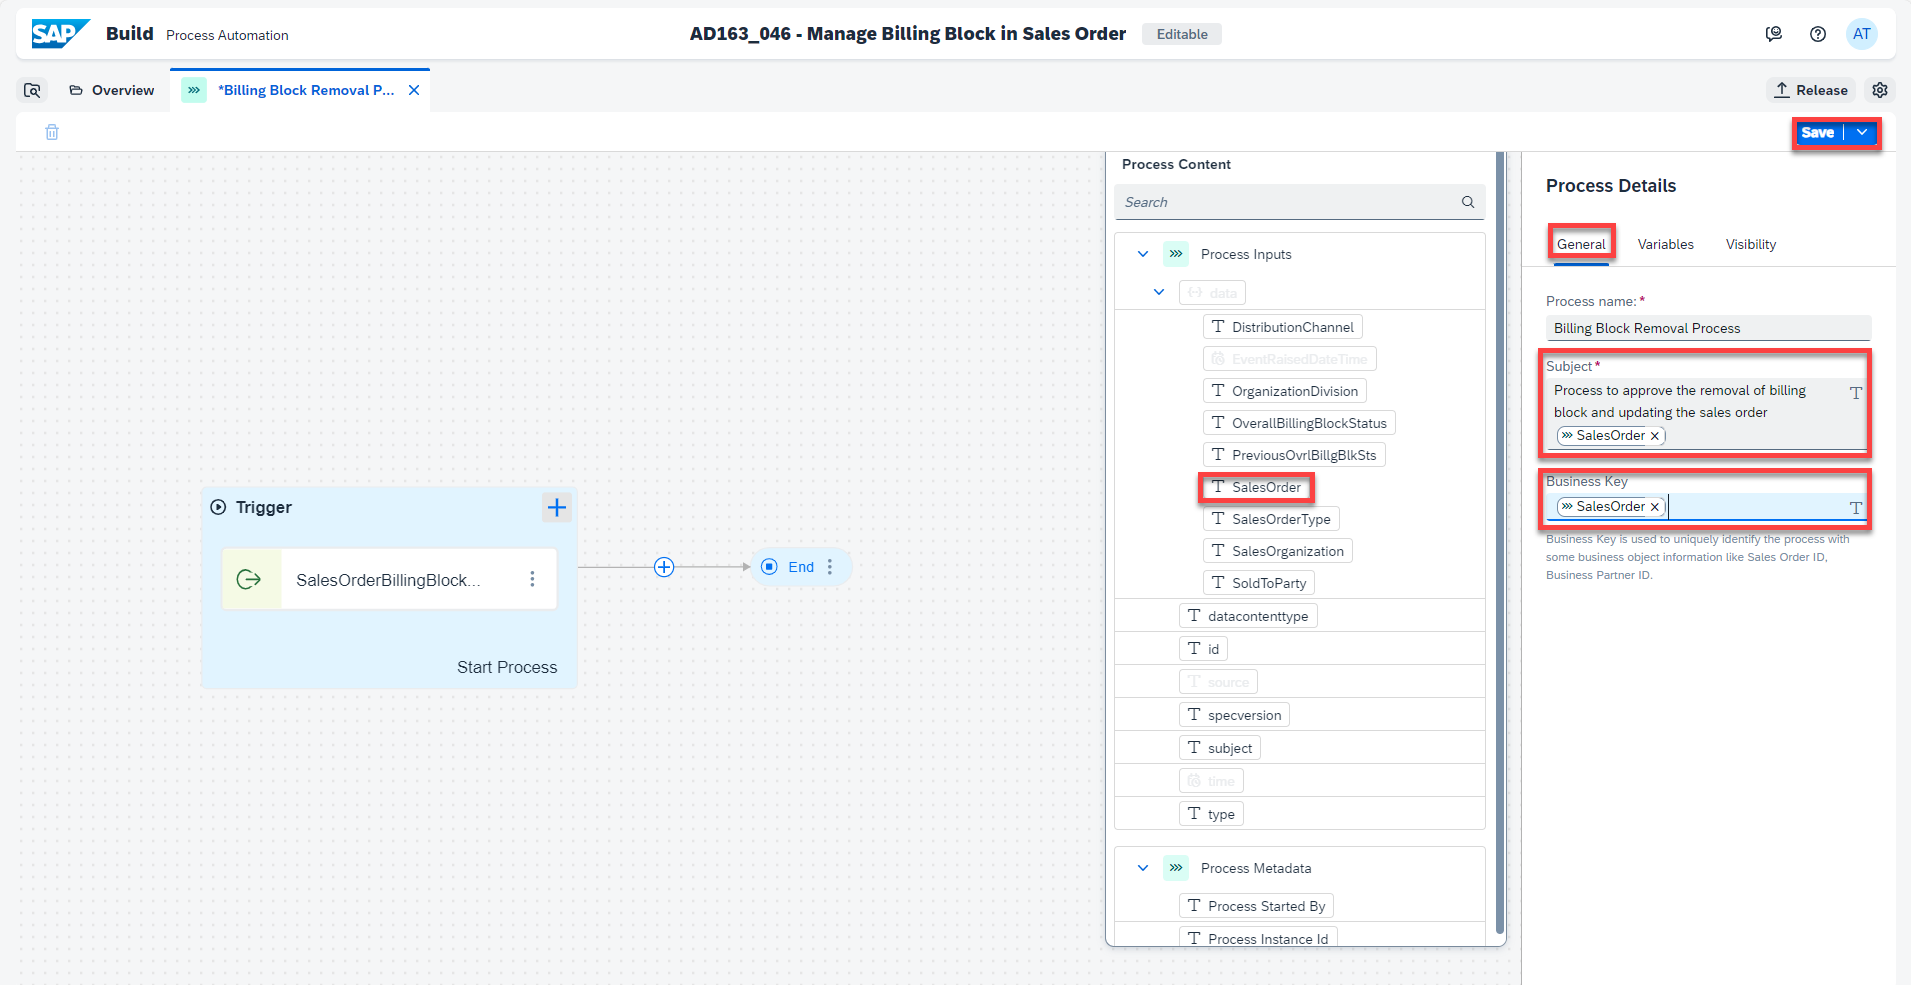 SAP Build Process Automation
AD163_046 - Manage Billing Block in Sales Order Editable
AT
Overview
*Billing Block Removal P...
Release
Save
Process Content
Search
Process Inputs
data
DistributionChannel
EventRaisedDateTime
OrganizationDivision
OverallBillingBlockStatus
PreviousOvrlBillgBlkSts
SalesOrder
SalesOrderType
SalesOrganization
SoldToParty
datacontenttype
id
source
specversion
subject
time
type
Process Metadata
Process Started By
Process Instance Id
Trigger
SalesOrderBillingBlock...
Start Process
End
Process Details
General Variables Visibility
Process name: *
Billing Block Removal Process
Subject *
Process to approve the removal of billing
block and updating the sales order
SalesOrder
Business Key
SalesOrder
Business Key is used to uniquely identify the process with
some business object information like Sales Order ID,
Business Partner ID.